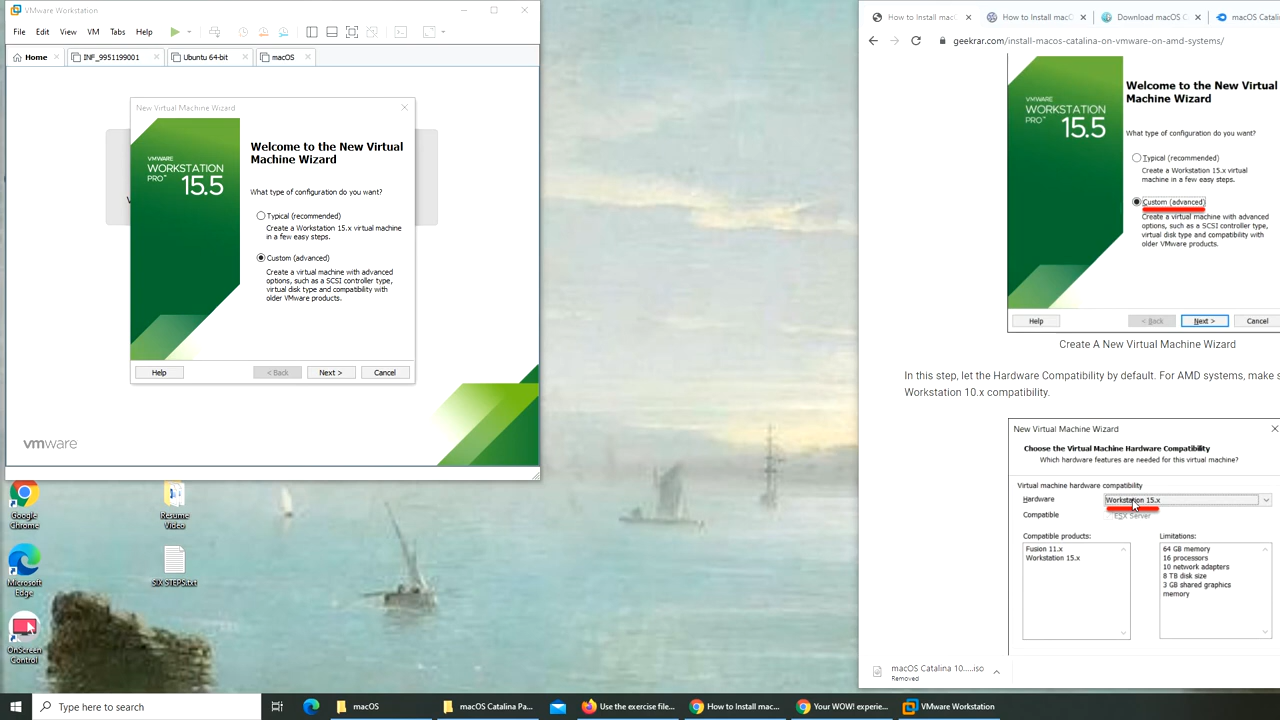 VMware Workstation
File Edit View VM Tabs Help
Home INF_9951199001 Ubuntu 64-bit macOS
New Virtual Machine Wizard
VMWARE
WORKSTATION
PRO™ 15.5
Welcome to the New Virtual
Machine Wizard
What type of configuration do you want?
Typical (recommended)
Create a Workstation 15.x virtual machine
in a few easy steps.
Custom (advanced)
Create a virtual machine with advanced
options, such as a SCSI controller type,
virtual disk type and compatibility with
older VMware products.
Help < Back Next > Cancel
vmware
Google
Chrome
Resume
Video
Microsoft
Edge
SIX STEPS.txt
OnScreen
Control
How to Install mac How to Install mac Download macOS C macOS Catalina
geekrar.com/install-macos-catalina-on-vmware-on-amd-systems/
VMWARE
WORKSTATION
PRO™ 15.5
Welcome to the New Virtual
Machine Wizard
What type of configuration do you want?
Typical (recommended)
Create a Workstation 15.x virtual
machine in a few easy steps.
Custom (advanced)
Create a virtual machine with advanced
options, such as a SCSI controller type,
virtual disk type and compatibility with
older VMware products.
Help < Back Next > Cancel
Create A New Virtual Machine Wizard
In this step, let the Hardware Compatibility by default. For AMD systems, make s
Workstation 10.x compatibility.
New Virtual Machine Wizard
Choose the Virtual Machine Hardware Compatibility
Which hardware features are needed for this virtual machine?
Virtual machine hardware compatibility
Hardware Workstation 15.x
Compatible ESX Server
Compatible products: Limitations:
Fusion 11.x
Workstation 15.x
64 GB memory
16 processors
10 network adapters
8 TB disk size
3 GB shared graphics
memory
macOS Catalina 10.....iso
Removed
Type here to search macOS macOS Catalina Pa... Use the exercise file... How to Install mac... Your WOW! experie... VMware Workstation